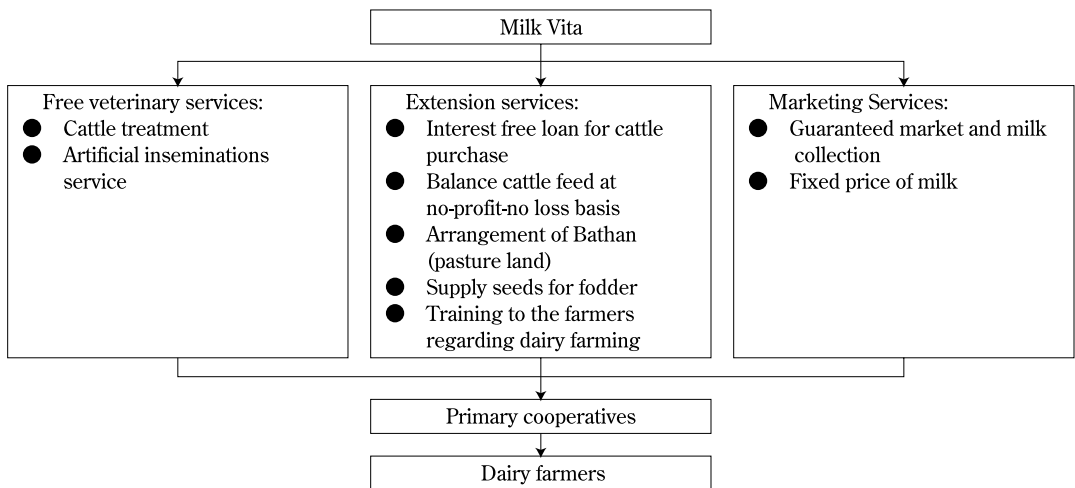 Milk Vita
Free veterinary services:
● Cattle treatment
● Artificial inseminations
service
Extension services:
● Interest free loan for cattle
purchase
● Balance cattle feed at
no-profit-no loss basis
● Arrangement of Bathan
(pasture land)
● Supply seeds for fodder
● Training to the farmers
regarding dairy farming
Marketing Services:
● Guaranteed market and milk
collection
● Fixed price of milk
Primary cooperatives
Dairy farmers